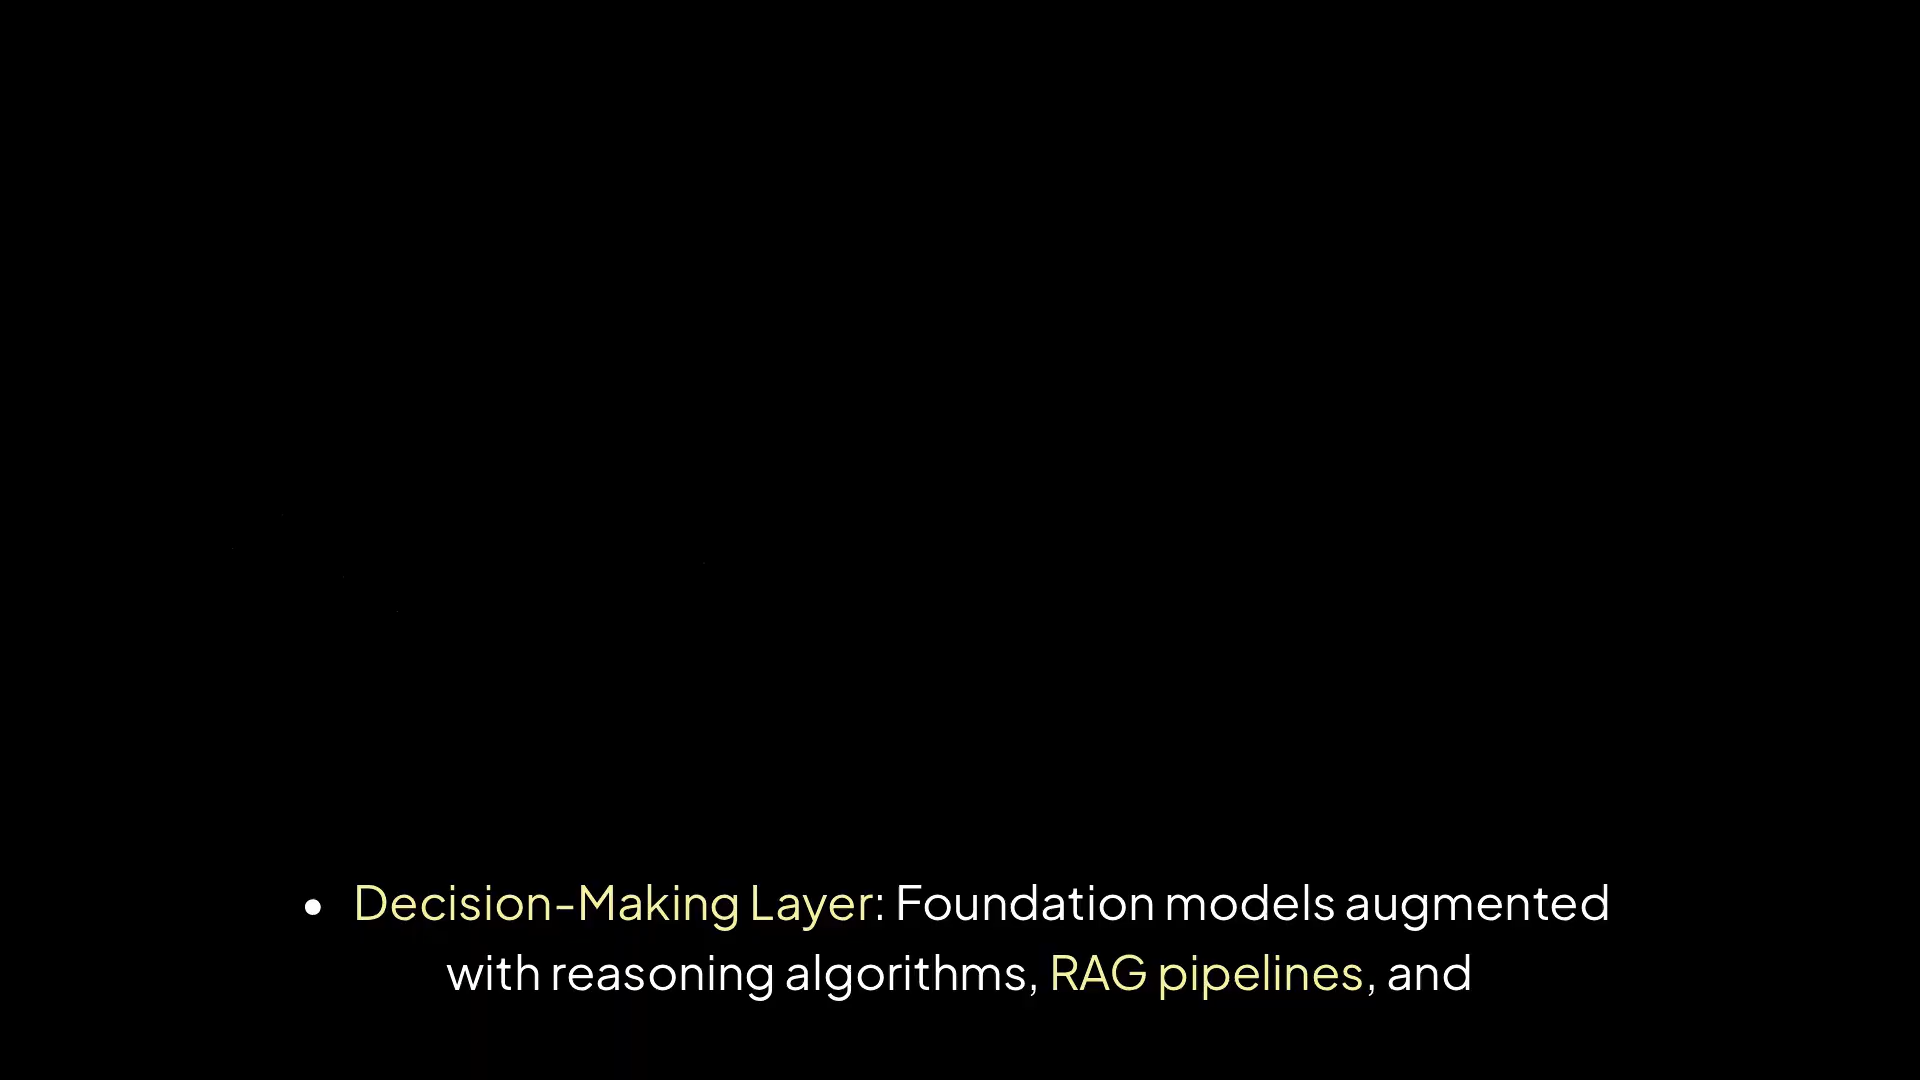 • Decision-Making Layer: Foundation models augmented
with reasoning algorithms, RAG pipelines, and